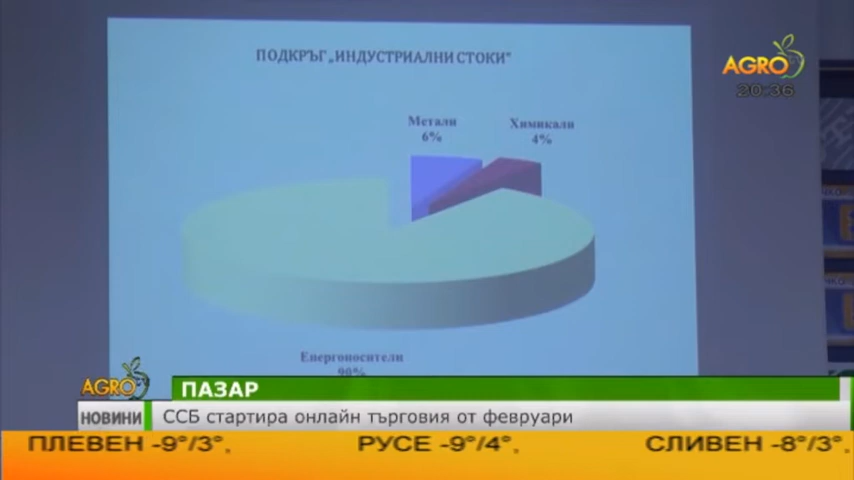 ПОДКРЪГ „ИНДУСТРИАЛНИ СТОКИ"
AGRO
20:36
Метали
6%
Химикали
4%
Енергоносители
90%
AGRO
ПАЗАР
НОВИНИ
ССБ стартира онлайн търговия от февруари
ПЛЕВЕН -9°/3°, РУСЕ -9°/4°, СЛИВЕН -8°/3°,